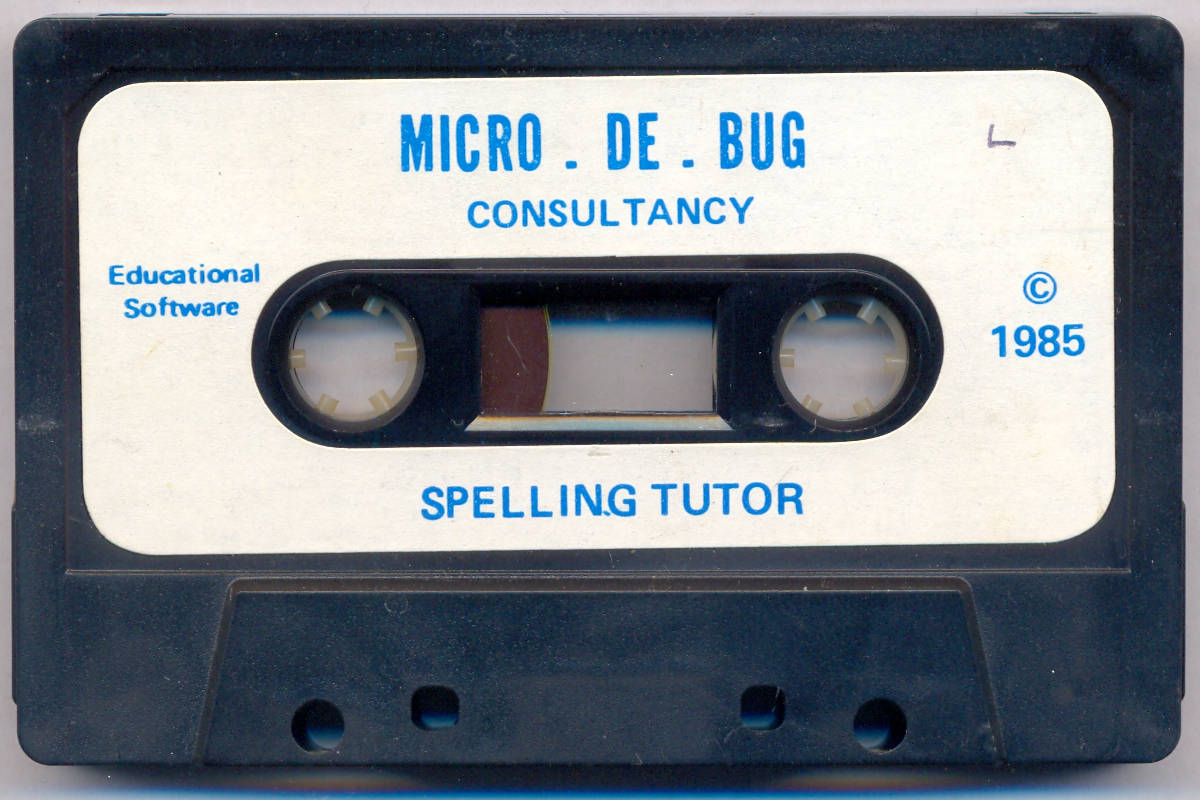 MICRO . DE . BUG
CONSULTANCY
Educational
Software
©
1985
SPELLING TUTOR
L